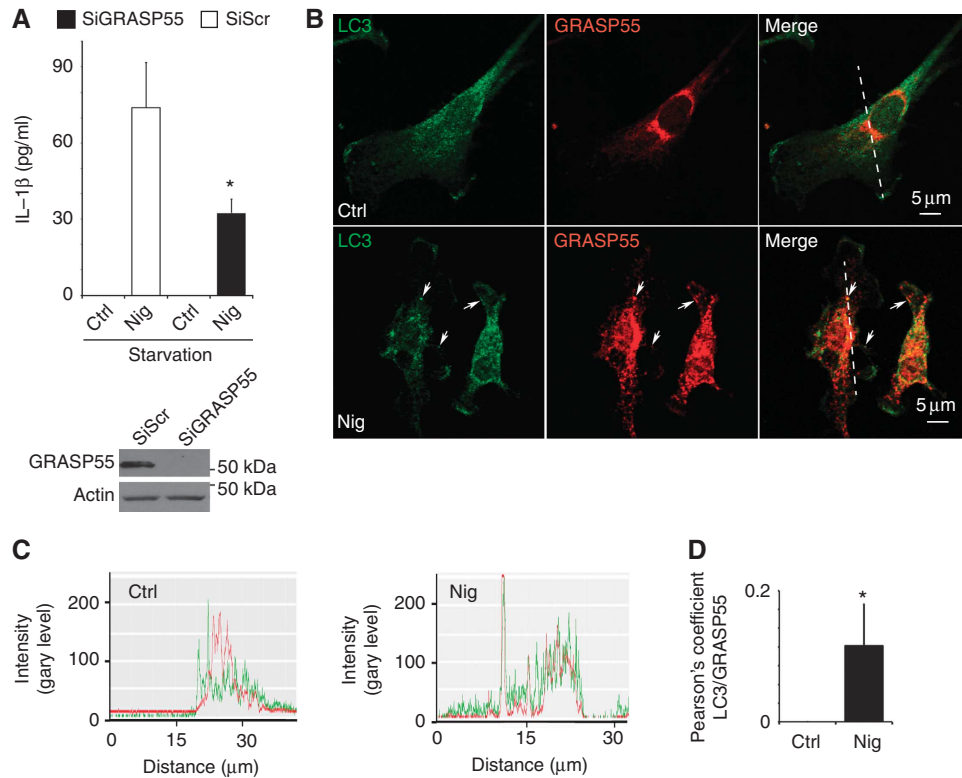 A
SiGRASP55 SiScr
90
60
30
0
IL–1β (pg/ml)
*
Ctrl Nig Ctrl Nig
Starvation
SiScr SiGRASP55
GRASP55
50 kDa
50 kDa
Actin
B
LC3 GRASP55 Merge
Ctrl 5 μm
LC3 GRASP55 Merge
Nig 5 μm
C
Ctrl
200
100
0
Intensity
(gary level)
0 15 30
Distance (μm)
Nig
200
100
0
Intensity
(gary level)
0 15 30
Distance (μm)
D
0.2
0
Pearson's coefficient
LC3/GRASP55
*
Ctrl Nig